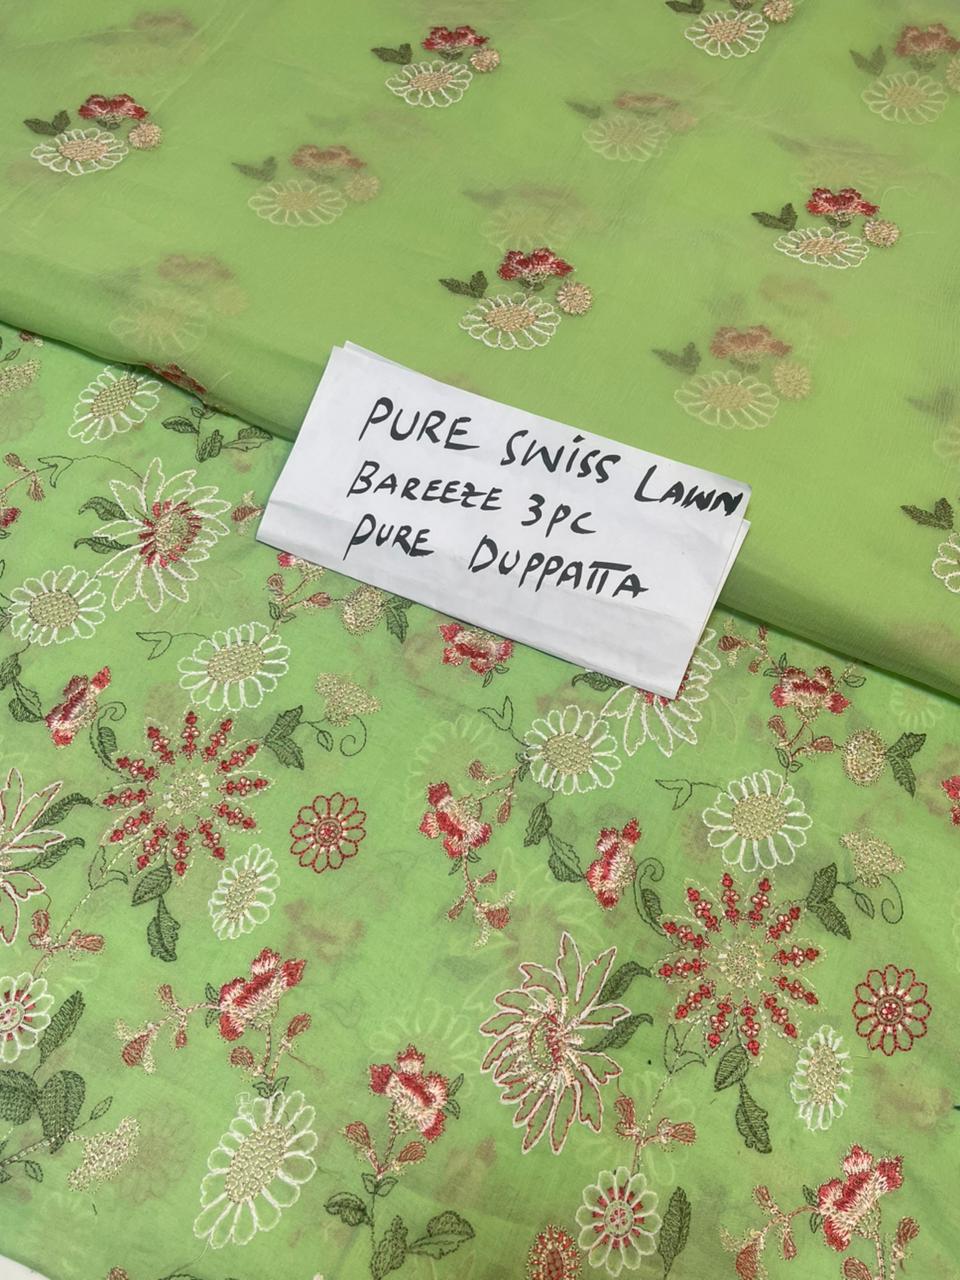 PURE SWISS LAWN
BAREEZE 3PC
PURE DUPPATTA